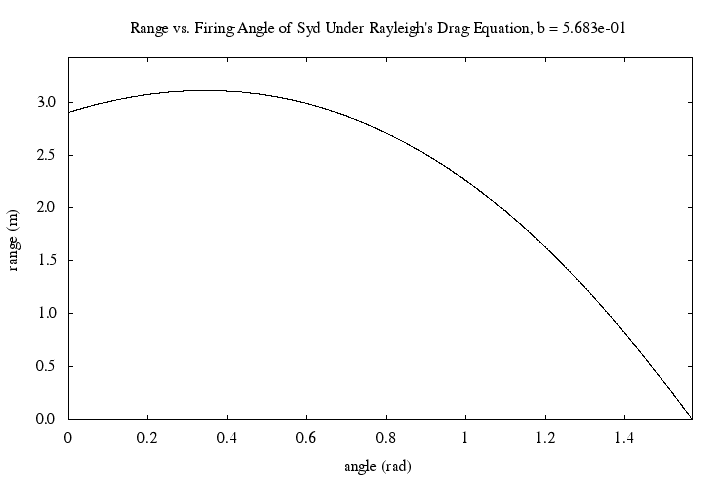 Range vs. Firing Angle of Syd Under Rayleigh's Drag Equation, b = 5.683e-01
3.0
2.5
2.0
1.5
1.0
0.5
0.0
range (m)
0 0.2 0.4 0.6 0.8 1 1.2 1.4
angle (rad)